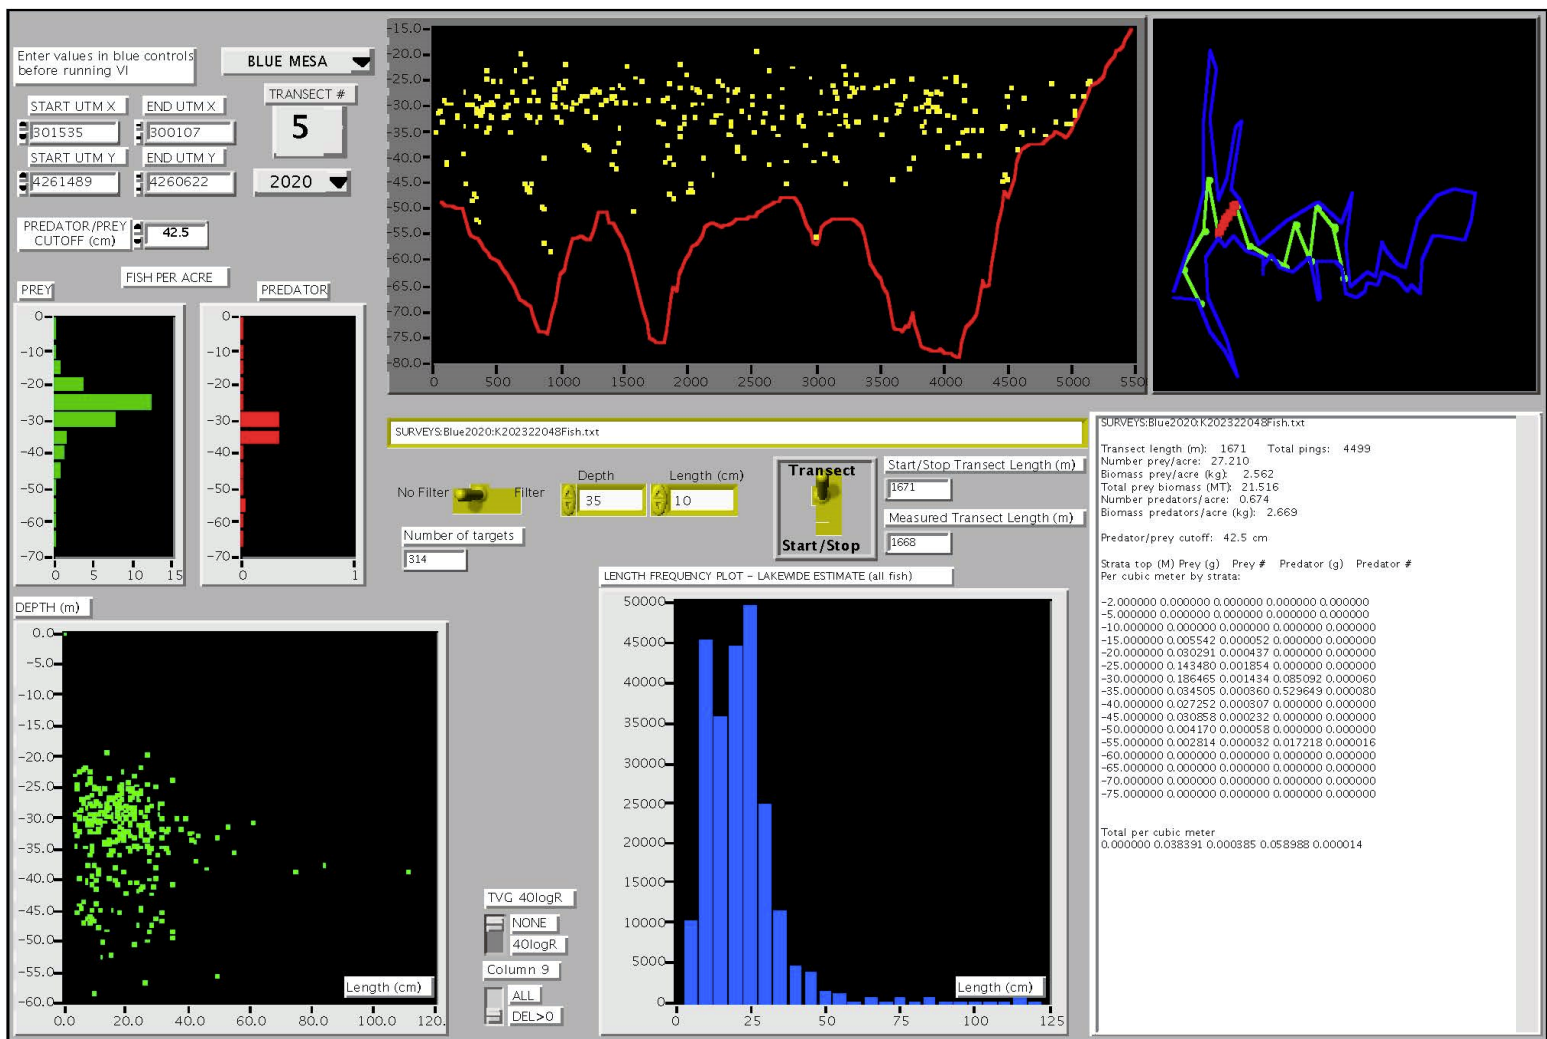 Enter values in blue controls
before running VI
BLUE MESA
TRANSECT #
5
START UTM X
END UTM X
301535
300107
START UTM Y
END UTM Y
4261489
4260622
2020
PREDATOR/PREY
CUTOFF (cm)
42.5
FISH PER ACRE
PREY
PREDATOR
0
-10
-20
-30
-40
-50
-60
-70
0 5 10 15
0
-10
-20
-30
-40
-50
-60
-70
0 1
-15.0
-20.0
-25.0
-30.0
-35.0
-40.0
-45.0
-50.0
-55.0
-60.0
-65.0
-70.0
-75.0
-80.0
0 500 1000 1500 2000 2500 3000 3500 4000 4500 5000 550
SURVEYS:Blue2020:K202322048Fish.txt
No Filter
Filter
Depth
35
Length (cm)
10
Transect
Start/Stop
Start/Stop Transect Length (m)
1671
Measured Transect Length (m)
1668
Number of targets
314
DEPTH (m)
0.0
-5.0
-10.0
-15.0
-20.0
-25.0
-30.0
-35.0
-40.0
-45.0
-50.0
-55.0
-60.0
Length (cm)
0.0 20.0 40.0 60.0 80.0 100.0 120.
TVG 40logR
NONE
40logR
Column 9
ALL
DEL>0
LENGTH FREQUENCY PLOT - LAKEWIDE ESTIMATE (all fish)
50000
45000
40000
35000
30000
25000
20000
15000
10000
5000
0
Length (cm)
0 25 50 75 100 125
SURVEYS:Blue2020:K202322048Fish.txt
Transect length (m): 1671 Total pings: 4499
Number prey/acre: 27.210
Biomass prey/acre (kg): 2.562
Total prey biomass (MT): 21.516
Number predators/acre: 0.674
Biomass predators/acre (kg): 2.669
Predator/prey cutoff: 42.5 cm
Strata top (M) Prey (g) Prey # Predator (g) Predator #
Per cubic meter by strata:
-2.000000 0.000000 0.000000 0.000000 0.000000
-5.000000 0.000000 0.000000 0.000000 0.000000
-10.000000 0.000000 0.000000 0.000000 0.000000
-15.000000 0.005542 0.000052 0.000000 0.000000
-20.000000 0.030291 0.000437 0.000000 0.000000
-25.000000 0.143480 0.001854 0.000000 0.000000
-30.000000 0.186465 0.001434 0.085092 0.000060
-35.000000 0.034505 0.000360 0.529649 0.000080
-40.000000 0.027252 0.000307 0.000000 0.000000
-45.000000 0.030858 0.000232 0.000000 0.000000
-50.000000 0.004170 0.000058 0.000000 0.000000
-55.000000 0.002814 0.000032 0.017218 0.000016
-60.000000 0.000000 0.000000 0.000000 0.000000
-65.000000 0.000000 0.000000 0.000000 0.000000
-70.000000 0.000000 0.000000 0.000000 0.000000
-75.000000 0.000000 0.000000 0.000000 0.000000
Total per cubic meter
0.000000 0.038391 0.000385 0.058988 0.000014